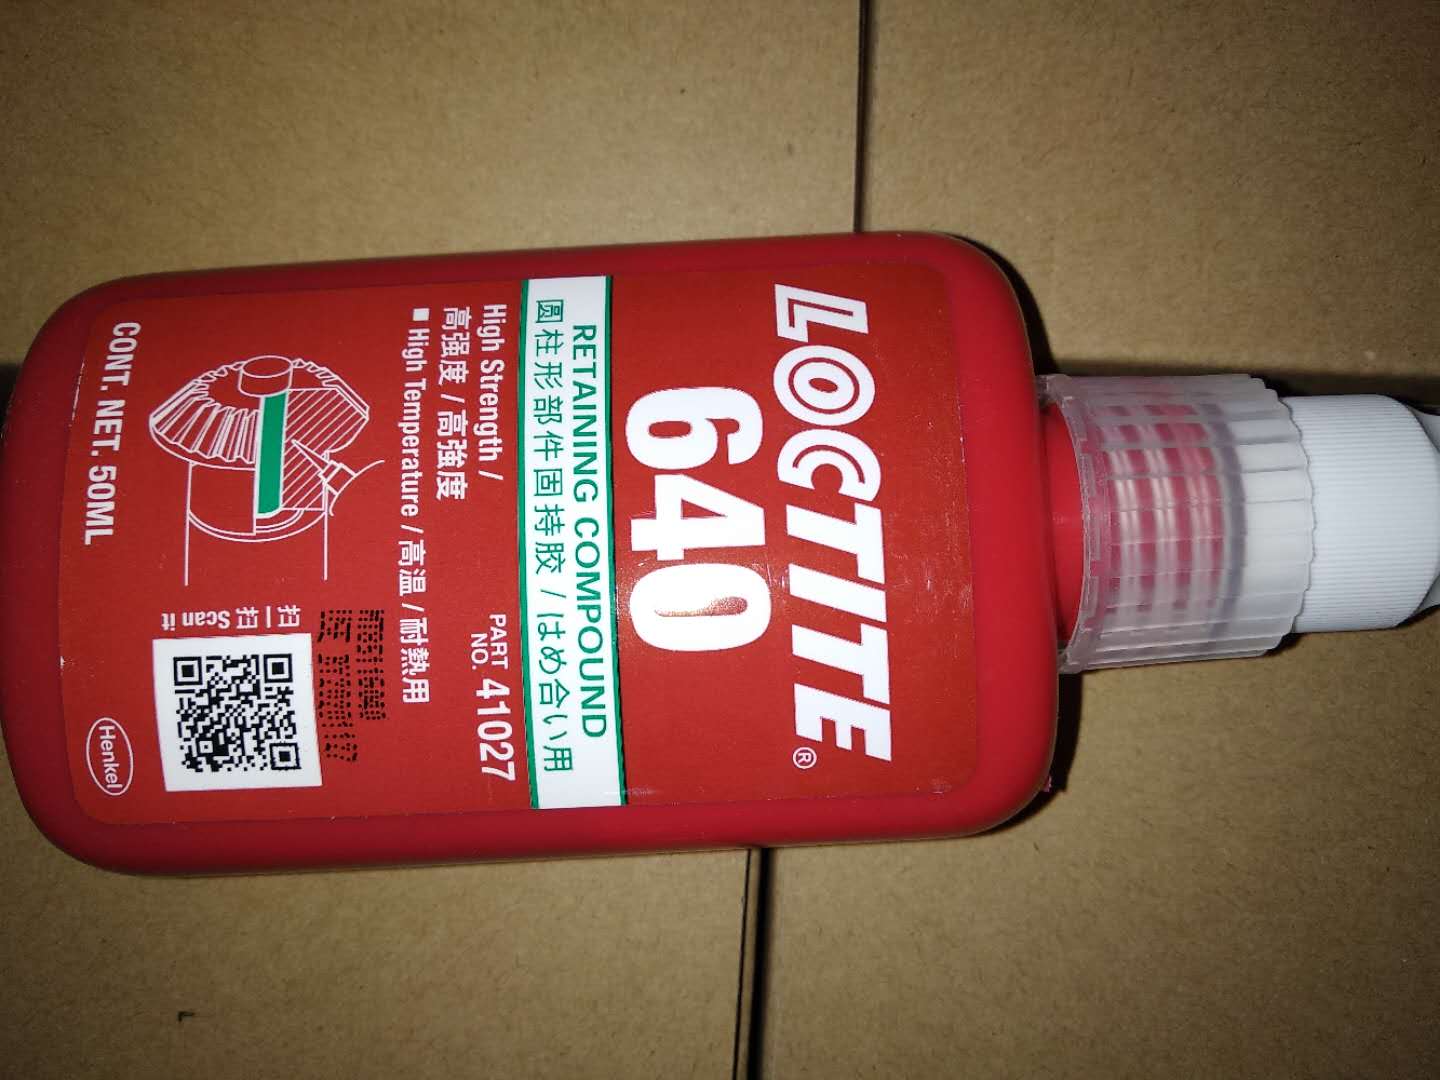 LOCTITE®
640
RETAINING COMPOUND
圆柱形部件固持胶 / はめ合い用
High Strength /
高强度 / 高強度
PART NO. 41027
■ High Temperature / 高温 / 耐熱用
扫一扫 Scan it
CONT. NET. 50ML
Henkel